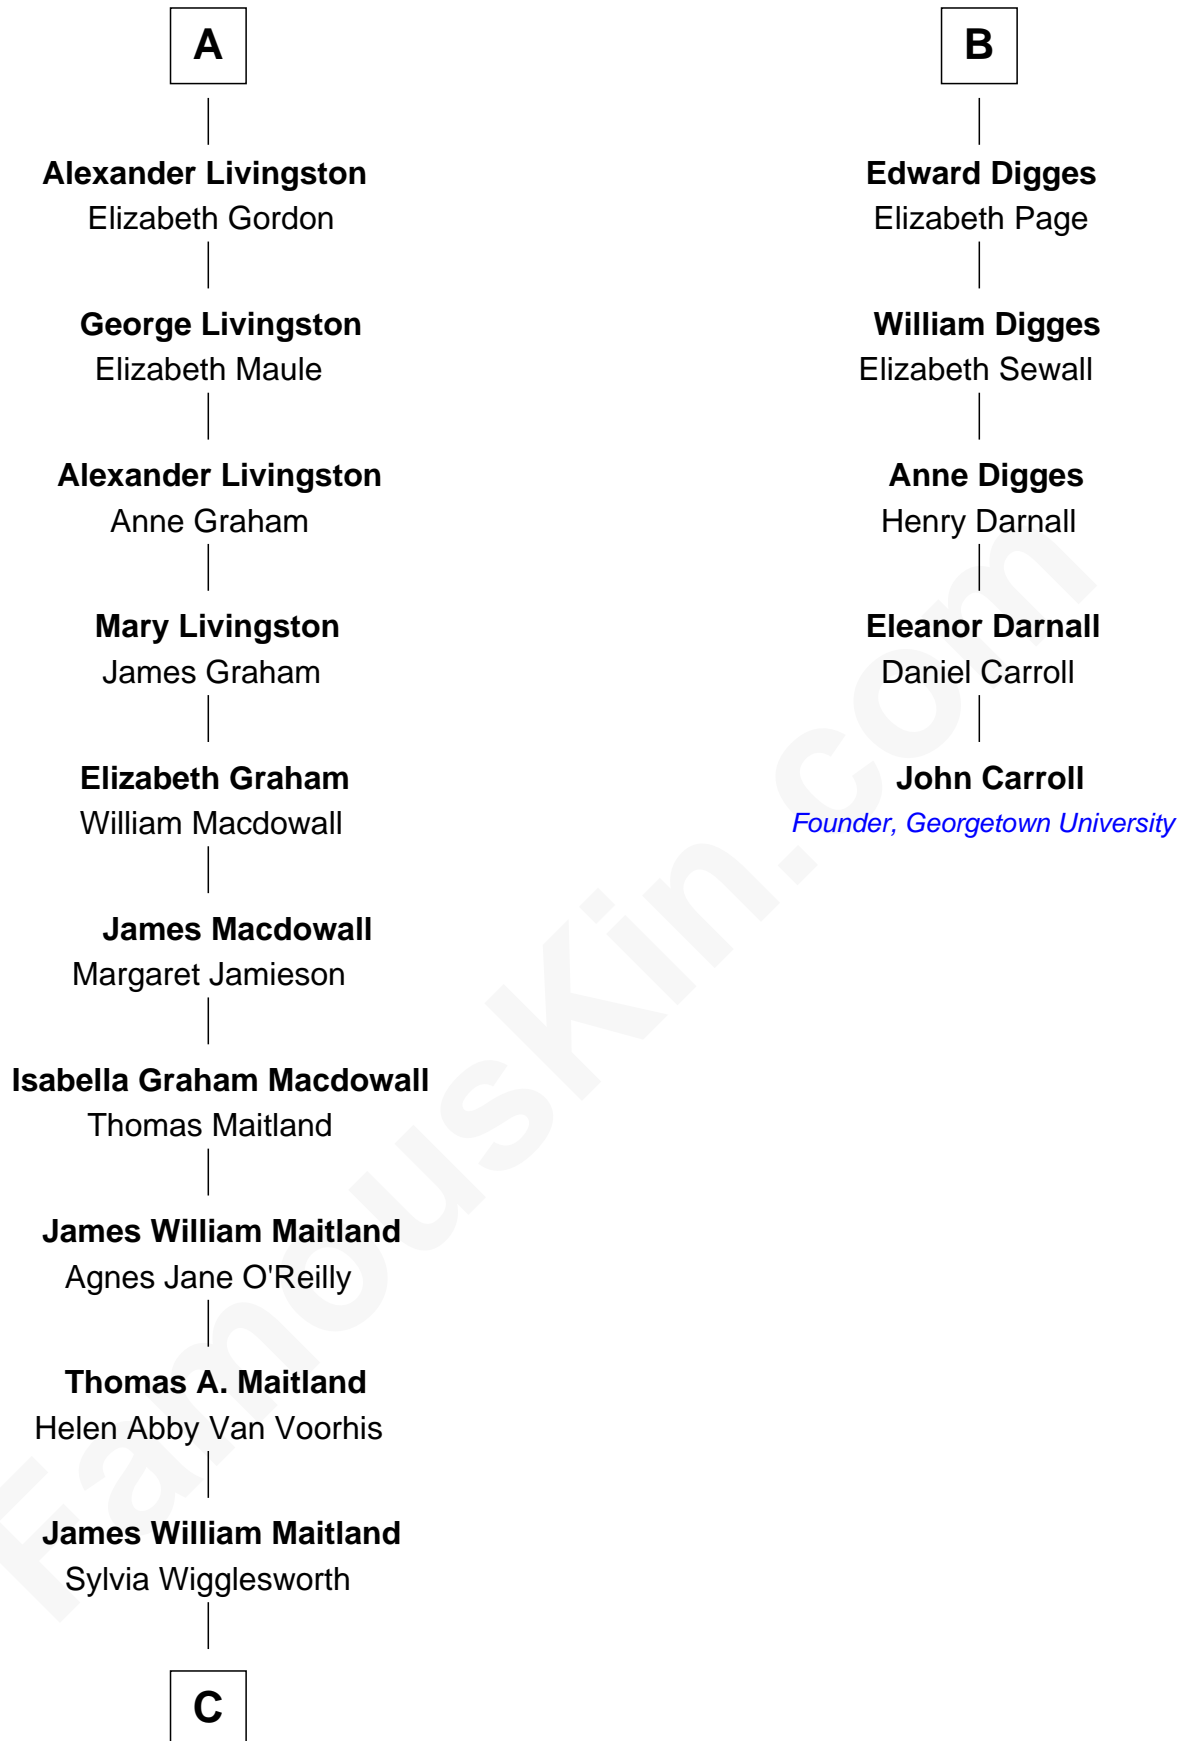 A
Alexander Livingston
Elizabeth Gordon
George Livingston
Elizabeth Maule
Alexander Livingston
Anne Graham
Mary Livingston
James Graham
Elizabeth Graham
William Macdowall
James Macdowall
Margaret Jamieson
Isabella Graham Macdowall
Thomas Maitland
James William Maitland
Agnes Jane O'Reilly
Thomas A. Maitland
Helen Abby Van Voorhis
James William Maitland
Sylvia Wigglesworth
C
B
Edward Digges
Elizabeth Page
William Digges
Elizabeth Sewall
Anne Digges
Henry Darnall
Eleanor Darnall
Daniel Carroll
John Carroll
Founder, Georgetown University
FamousKin.com